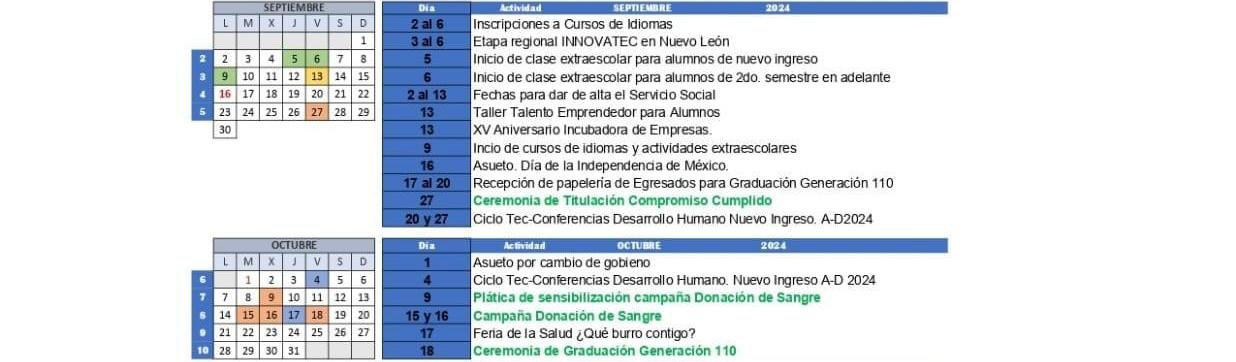 SEPTIEMBRE
L M X J V S D
1
2 2 3 4 5 6 7 8
3 9 10 11 12 13 14 15
4 16 17 18 19 20 21 22
5 23 24 25 26 27 28 29
30
Día Actividad SEPTIEMBRE 2024
2 al 6 Inscripciones a Cursos de Idiomas
3 al 6 Etapa regional INNOVATEC en Nuevo León
5 Inicio de clase extraescolar para alumnos de nuevo ingreso
6 Inicio de clase extraescolar para alumnos de 2do. semestre en adelante
2 al 13 Fechas para dar de alta el Servicio Social
13 Taller Talento Emprendedor para Alumnos
13 XV Aniversario Incubadora de Empresas.
9 Incio de cursos de idiomas y actividades extraescolares
16 Asueto. Día de la Independencia de México.
17 al 20 Recepción de papelería de Egresados para Graduación Generación 110
27 Ceremonia de Titulación Compromiso Cumplido
20 y 27 Ciclo Tec-Conferencias Desarrollo Humano Nuevo Ingreso. A-D2024
OCTUBRE
L M X J V S D
6 1 2 3 4 5 6
7 7 8 9 10 11 12 13
8 14 15 16 17 18 19 20
9 21 22 23 24 25 26 27
10 28 29 30 31
Día Actividad OCTUBRE 2024
1 Asueto por cambio de gobieno
4 Ciclo Tec-Conferencias Desarrollo Humano. Nuevo Ingreso A-D 2024
9 Plática de sensibilización campaña Donación de Sangre
15 y 16 Campaña Donación de Sangre
17 Feria de la Salud ¿Qué burro contigo?
18 Ceremonia de Graduación Generación 110